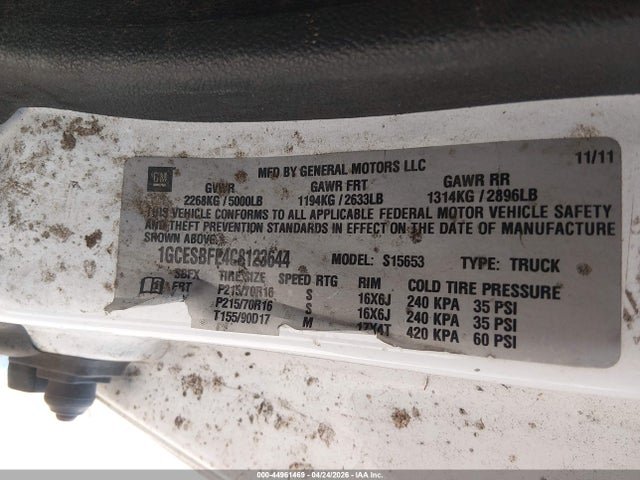 GM
MFD BY GENERAL MOTORS LLC 11/11
GVWR GAWR FRT GAWR RR
2268KG / 5000LB 1194KG / 2633LB 1314KG / 2896LB
THIS VEHICLE CONFORMS TO ALL APPLICABLE FEDERAL MOTOR VEHICLE SAFETY
AND THEFT PREVENTION STANDARDS IN EFFECT ON THE DATE OF MANUFACTURE
SHOWN ABOVE.
MODEL: S15653 TYPE: TRUCK
TIRE SIZE SPEED RTG RIM COLD TIRE PRESSURE
FRT P215/70R16 S 16X6J 240 KPA 35 PSI
P215/70R16 S 16X6J 240 KPA 35 PSI
T155/90D17 M 17X4T 420 KPA 60 PSI
000-44961469 - 04/24/2026 - IAA Inc.